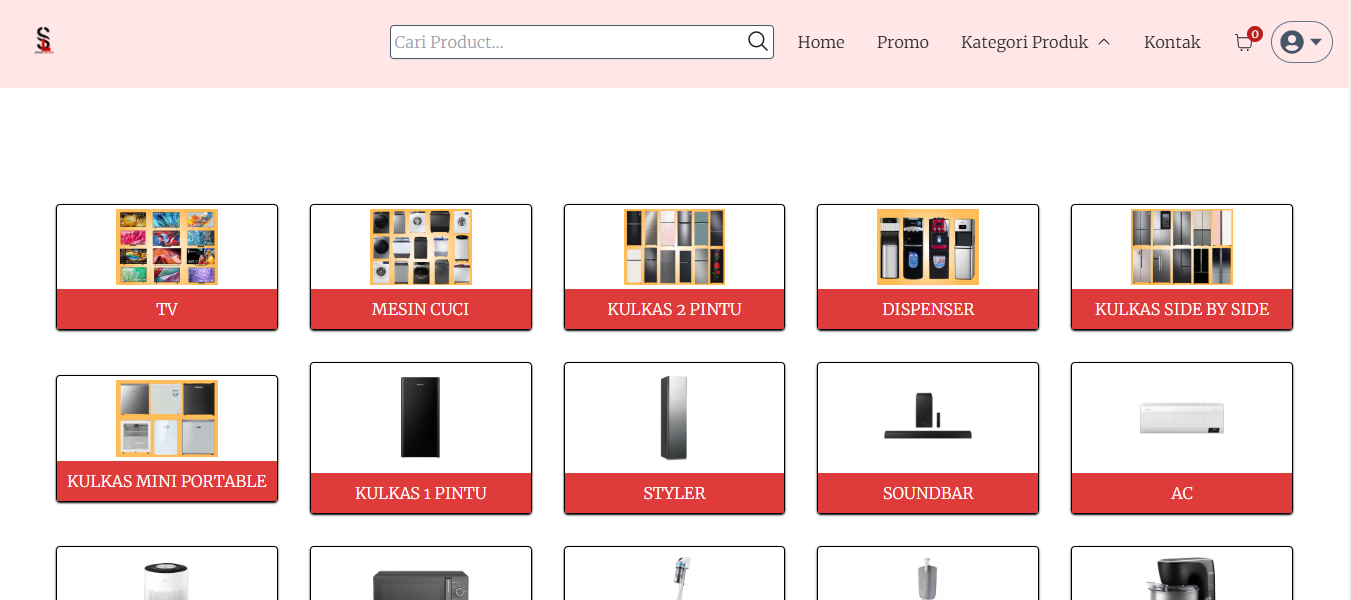 Cari Product...
Home
Promo
Kategori Produk
Kontak
0
TV
MESIN CUCI
KULKAS 2 PINTU
DISPENSER
KULKAS SIDE BY SIDE
KULKAS MINI PORTABLE
KULKAS 1 PINTU
STYLER
SOUNDBAR
AC